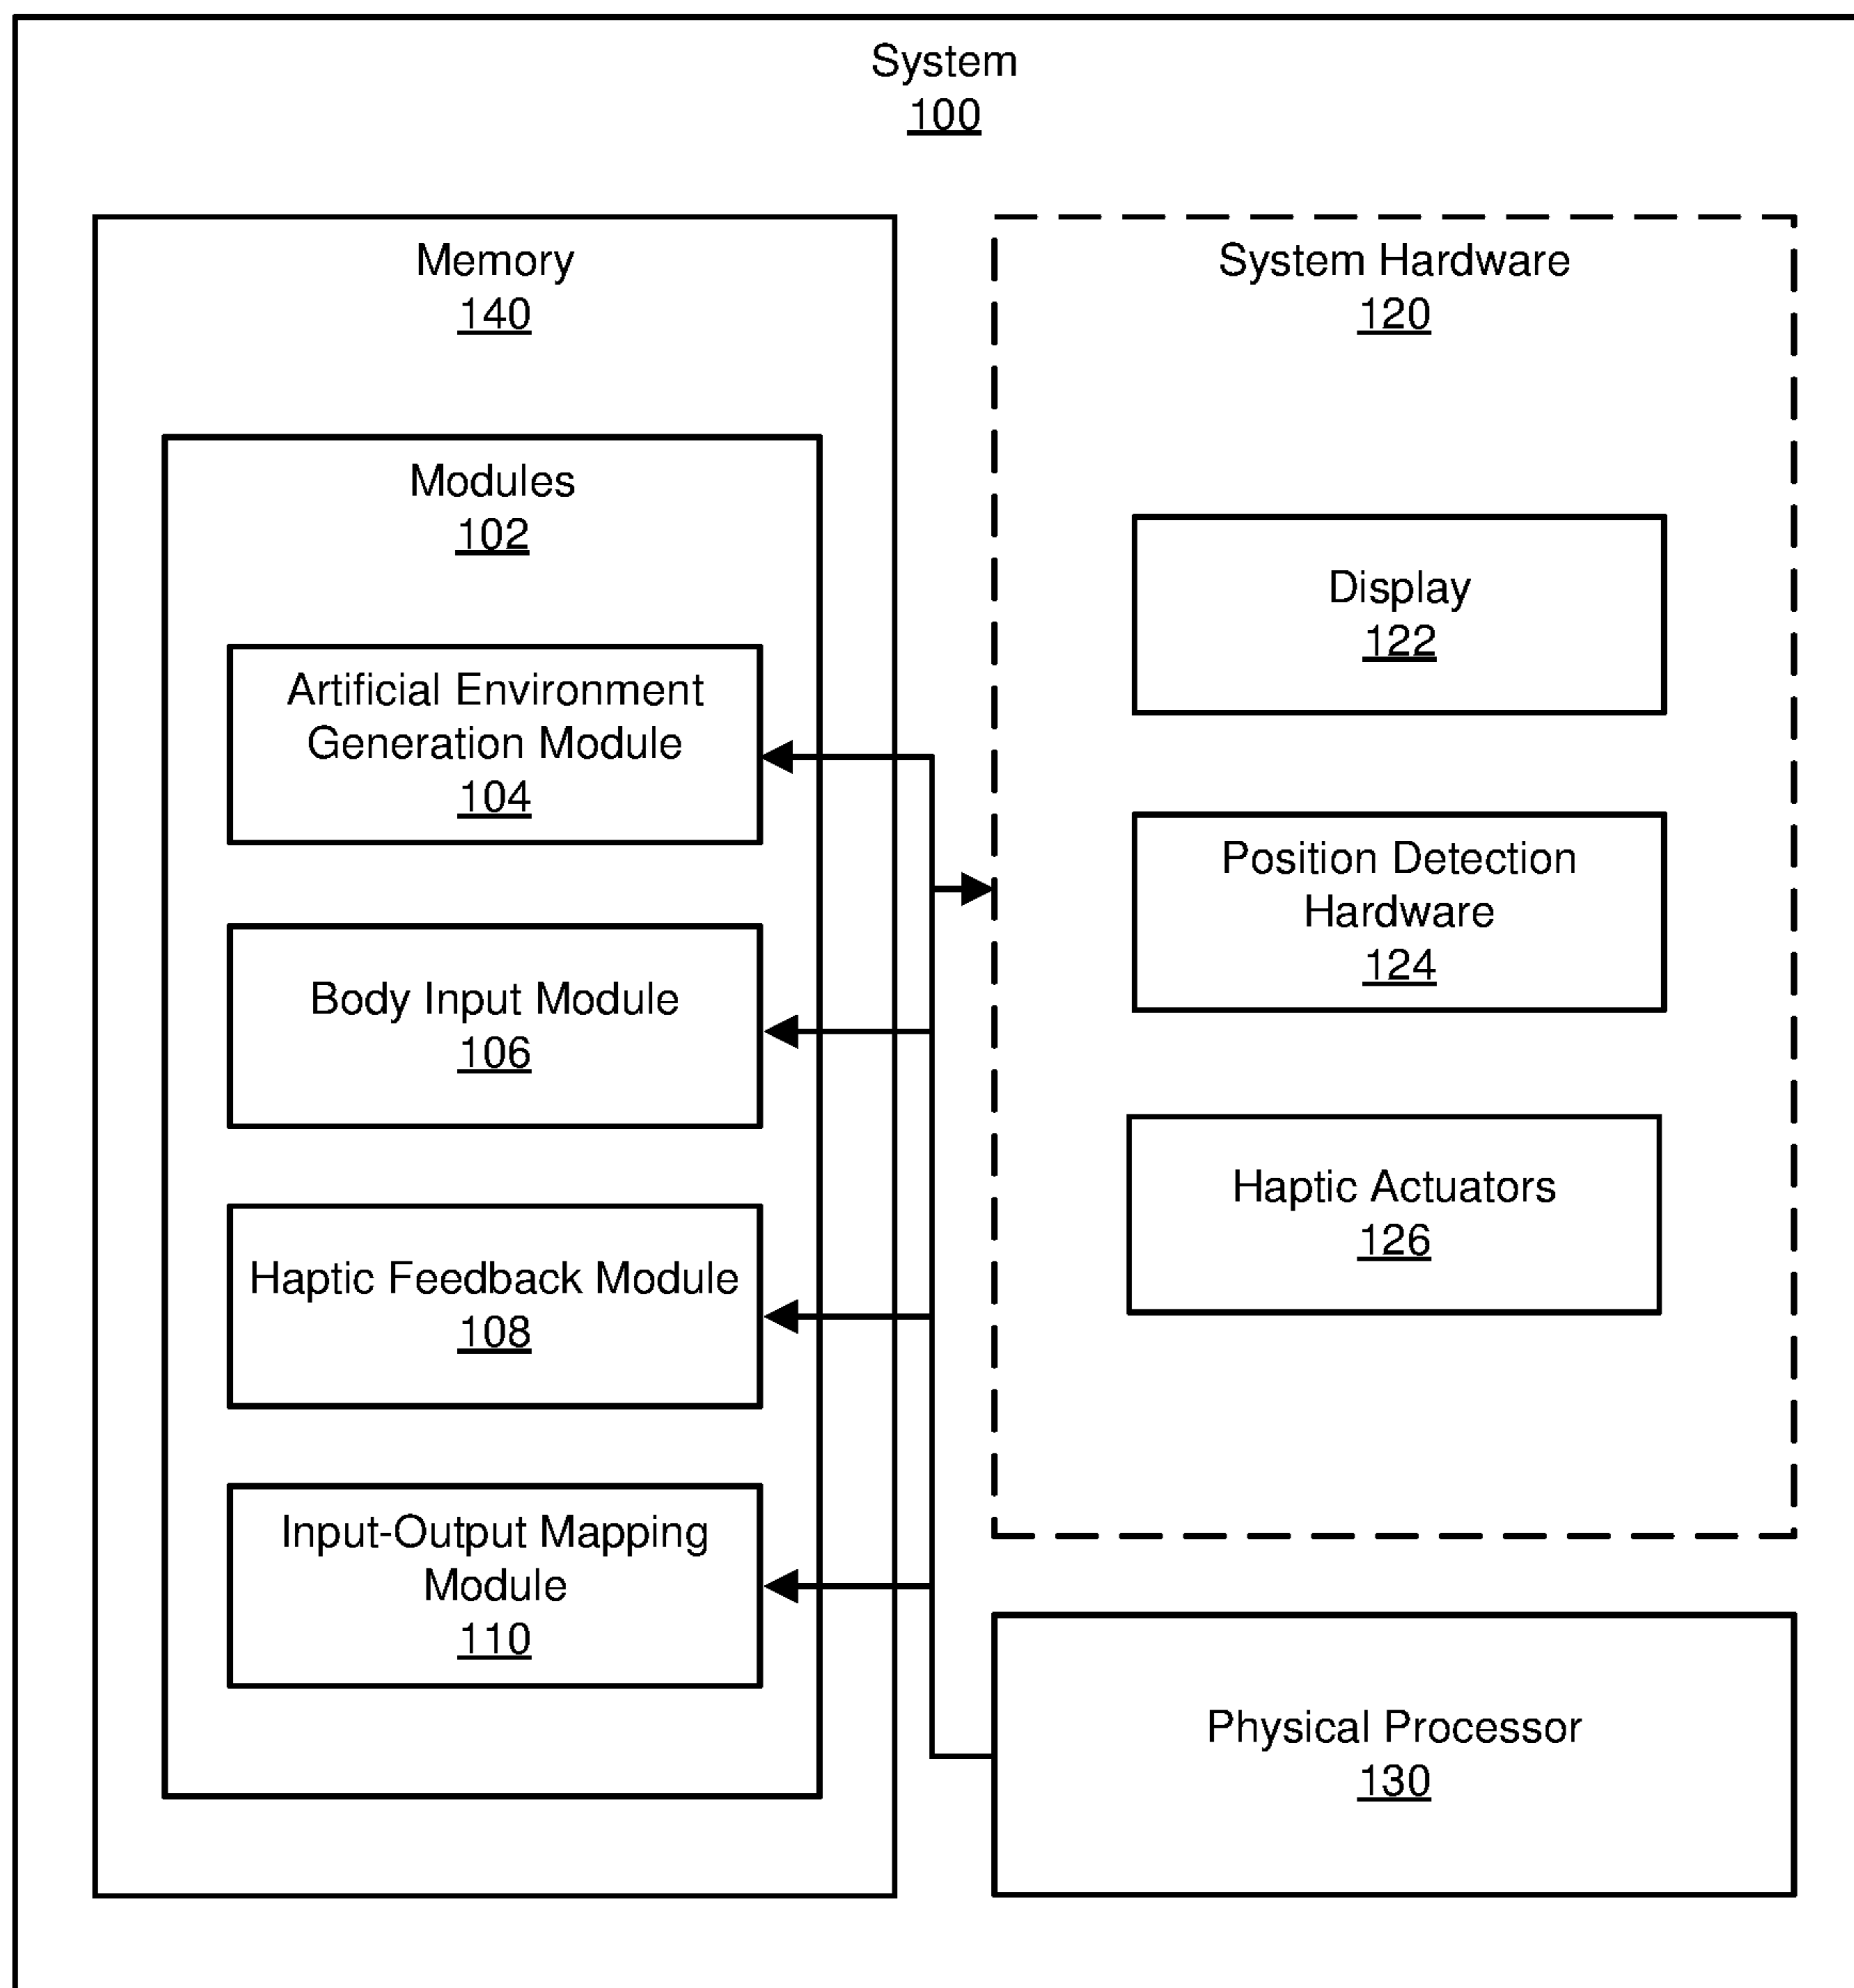 System
100
Memory
140
Modules
102
Artificial Environment
Generation Module
104
Body Input Module
106
Haptic Feedback Module
108
Input-Output Mapping
Module
110
System Hardware
120
Display
122
Position Detection
Hardware
124
Haptic Actuators
126
Physical Processor
130